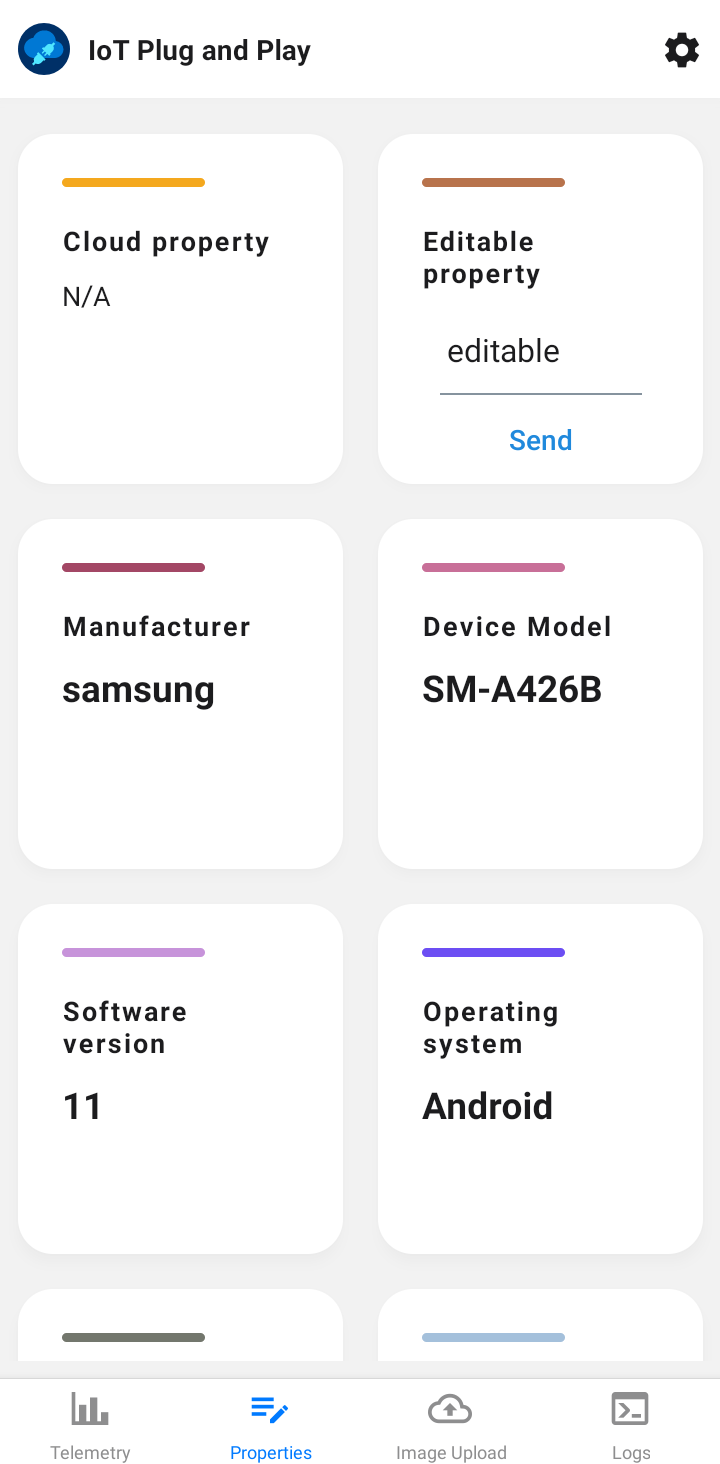 IoT Plug and Play
Cloud property
N/A
Editable
property
editable
Send
Manufacturer
samsung
Device Model
SM-A426B
Software
version
11
Operating
system
Android
Telemetry
Properties
Image Upload
Logs